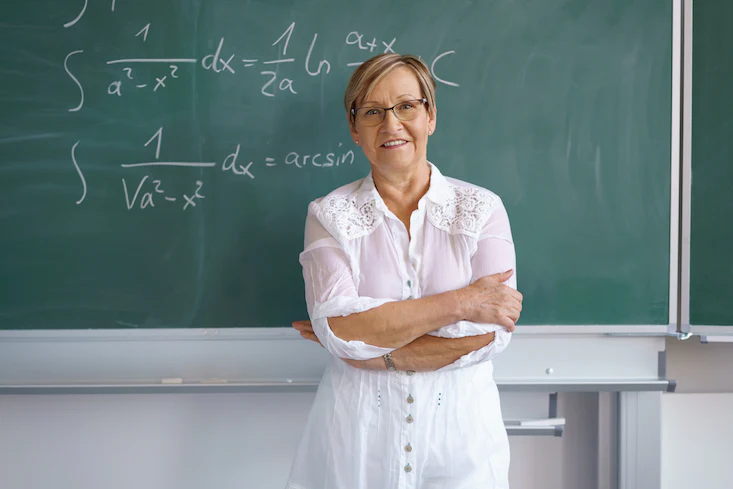 ∫ 1/(a²-x²) dx = 1/(2a) ln (a+x)/ C
∫ 1/√(a²-x²) dx = arcsin